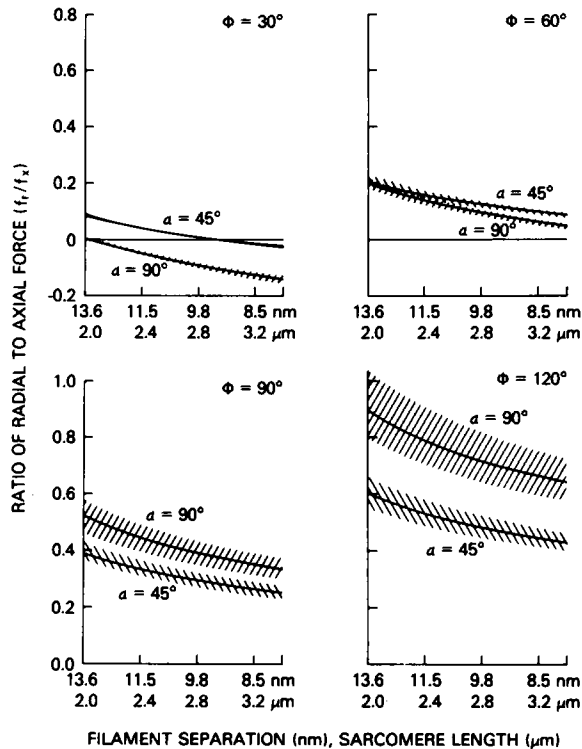 RATIO OF RADIAL TO AXIAL FORCE (fr/fx)
Φ = 30°
0.8
0.6
0.4
0.2
0
-0.2
a = 45°
a = 90°
13.6 11.5 9.8 8.5 nm
2.0 2.4 2.8 3.2 μm
Φ = 60°
a = 45°
a = 90°
13.6 11.5 9.8 8.5 nm
2.0 2.4 2.8 3.2 μm
Φ = 90°
1.0
0.8
0.6
0.4
0.2
0.0
a = 90°
a = 45°
13.6 11.5 9.8 8.5 nm
2.0 2.4 2.8 3.2 μm
Φ = 120°
a = 90°
a = 45°
13.6 11.5 9.8 8.5 nm
2.0 2.4 2.8 3.2 μm
FILAMENT SEPARATION (nm), SARCOMERE LENGTH (μm)